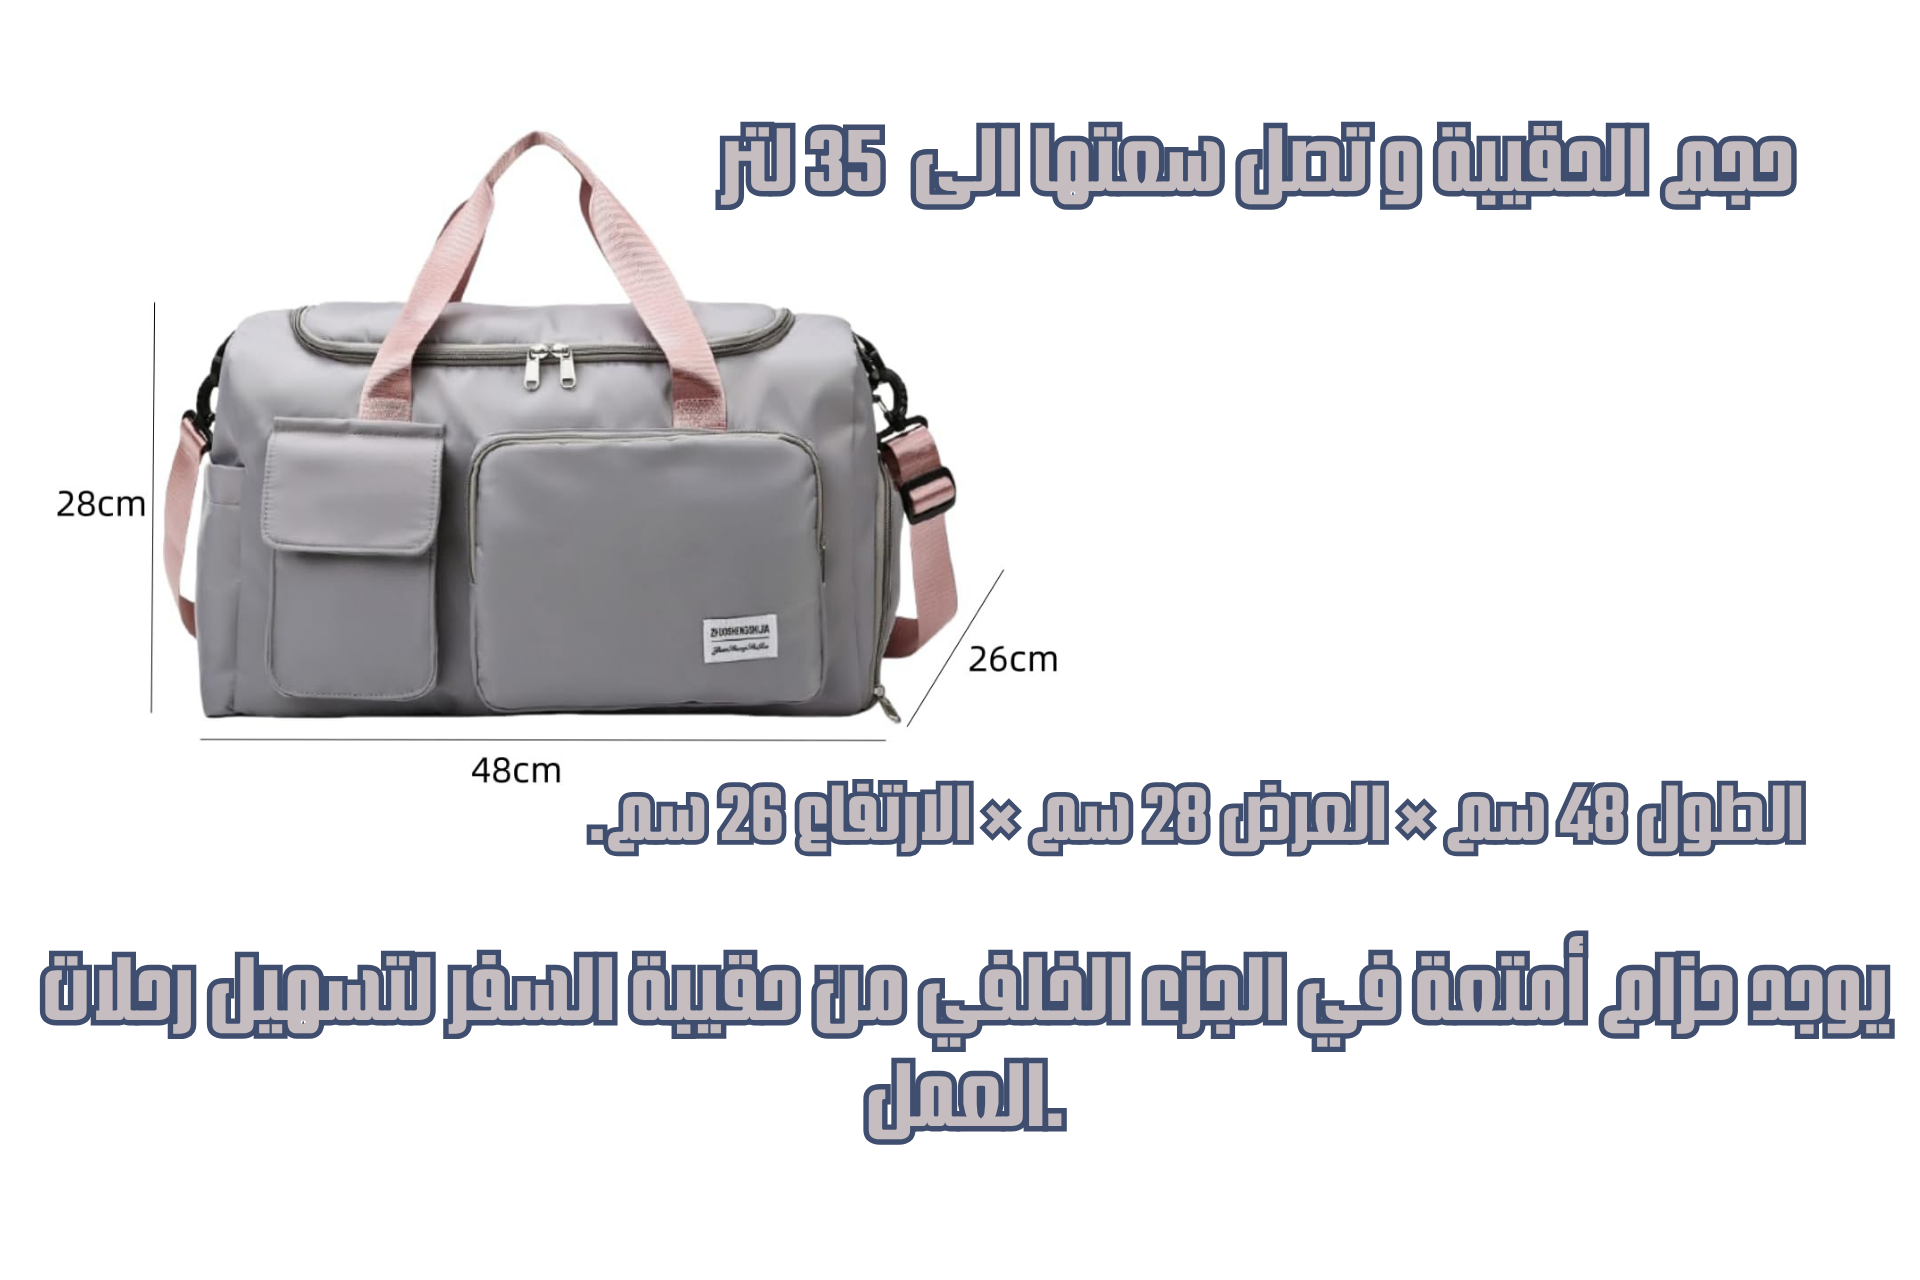 حجم الحقيبة و تصل سعتها الى 35 لتر
28cm
ZHUOSHENGSHIJIA
26cm
48cm
الطول 48 سم × العرض 28 سم × الارتفاع 26 سم.
يوجد حزام أمتعة في الجزء الخلفي من حقيبة السفر لتسهيل رحلات
العمل.